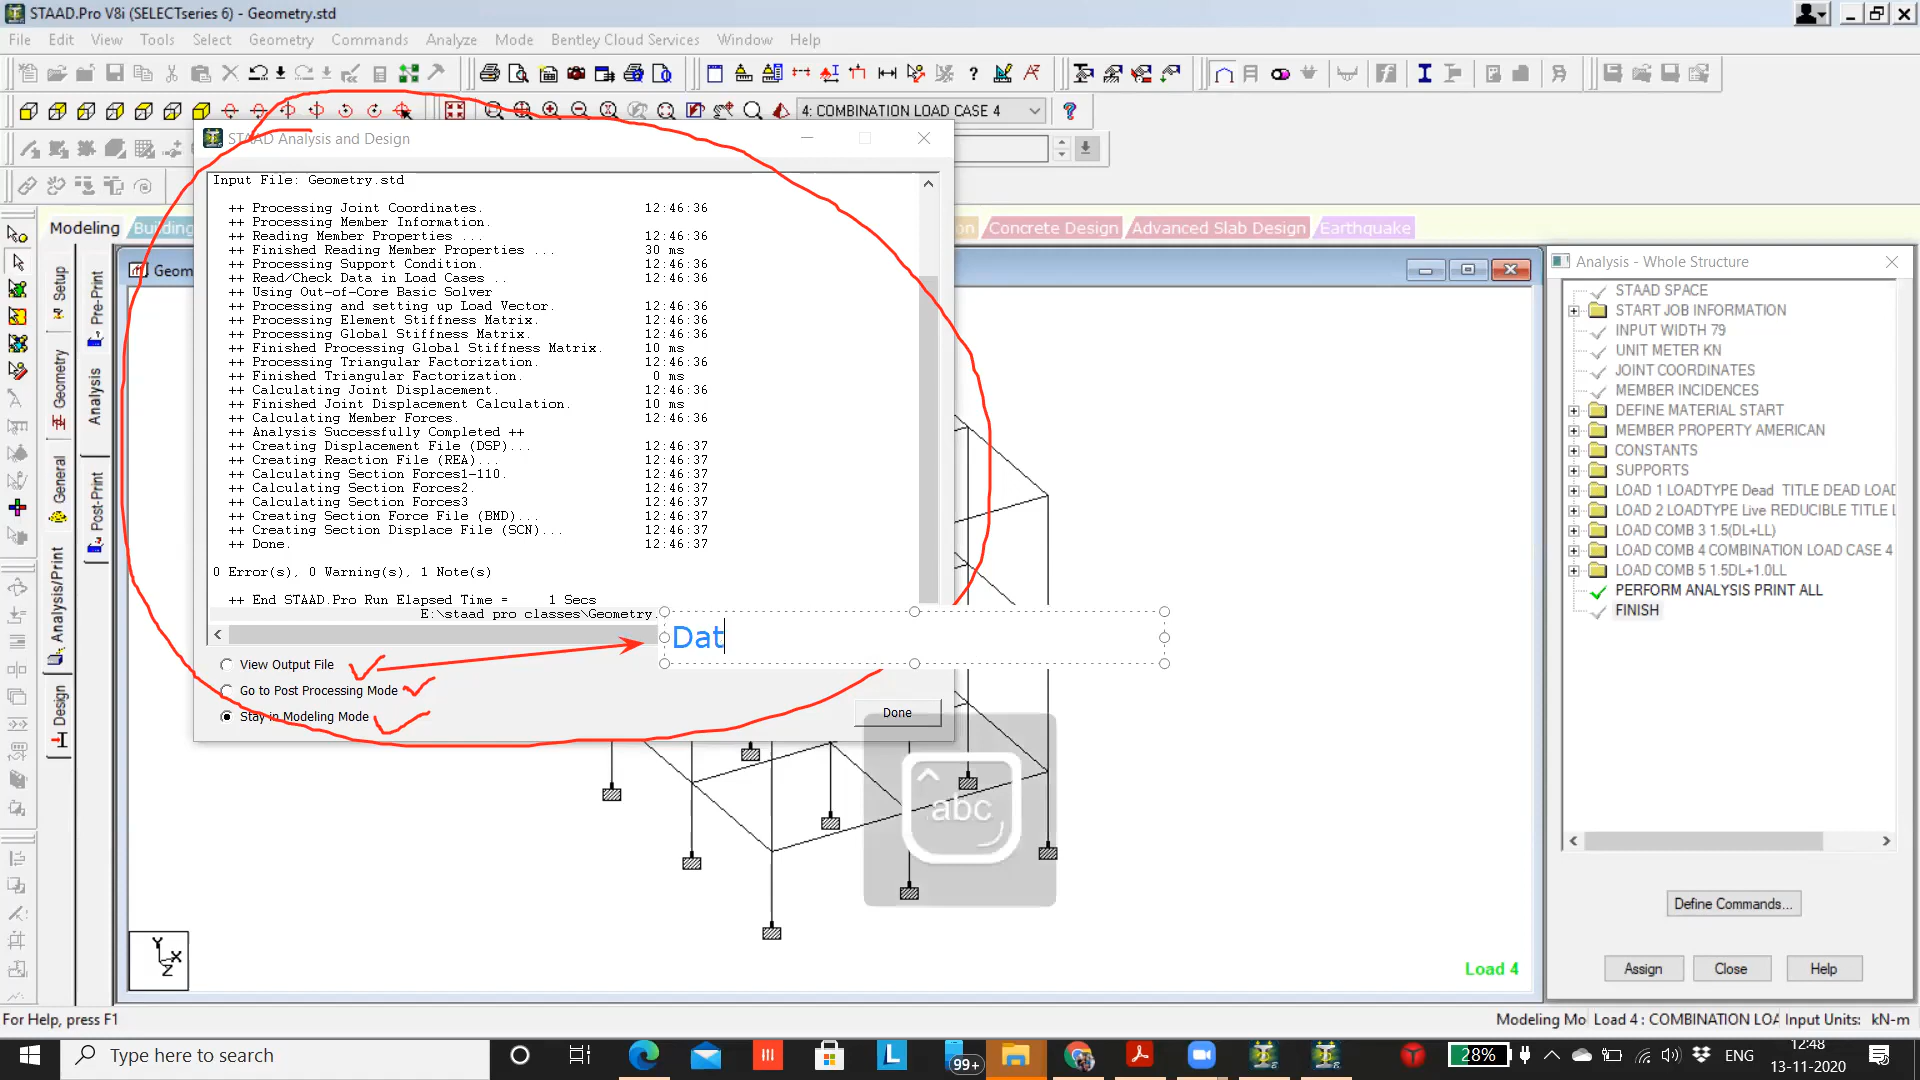 STAAD.Pro V8i (SELECTseries 6) - Geometry.std
File Edit View Tools Select Geometry Commands Analyze Mode Bentley Cloud Services Window Help
4: COMBINATION LOAD CASE 4
STAAD Analysis and Design
Input File: Geometry.std
++ Processing Joint Coordinates. 12:46:36
++ Processing Member Information.
++ Reading Member Properties ... 12:46:36
++ Finished Reading Member Properties ... 30 ms
++ Processing Support Condition. 12:46:36
++ Read/Check Data in Load Cases .. 12:46:36
++ Using Out-of-Core Basic Solver
++ Processing and setting up Load Vector. 12:46:36
++ Processing Element Stiffness Matrix. 12:46:36
++ Processing Global Stiffness Matrix. 12:46:36
++ Finished Processing Global Stiffness Matrix. 10 ms
++ Processing Triangular Factorization. 12:46:36
++ Finished Triangular Factorization. 0 ms
++ Calculating Joint Displacement. 12:46:36
++ Finished Joint Displacement Calculation. 10 ms
++ Calculating Member Forces. 12:46:36
++ Analysis Successfully Completed ++
++ Creating Displacement File (DSP)... 12:46:37
++ Creating Reaction File (REA)... 12:46:37
++ Calculating Section Forces1-110. 12:46:37
++ Calculating Section Forces2. 12:46:37
++ Calculating Section Forces3 12:46:37
++ Creating Section Force File (BMD)... 12:46:37
++ Creating Section Displace File (SCN)... 12:46:37
++ Done. 12:46:37
0 Error(s), 0 Warning(s), 1 Note(s)
++ End STAAD.Pro Run Elapsed Time = 1 Secs
E:\staad pro classes\Geometry.
Dat
View Output File
Go to Post Processing Mode
Stay in Modeling Mode
Done
Modeling
Building
Concrete Design
Advanced Slab Design
Earthquake
Geom
Setup
Geometry
General
Analysis/Print
Design
Pre-Print
Analysis
Post-Print
abc
Y
X
Z
Load 4
Analysis - Whole Structure
STAAD SPACE
START JOB INFORMATION
INPUT WIDTH 79
UNIT METER KN
JOINT COORDINATES
MEMBER INCIDENCES
DEFINE MATERIAL START
MEMBER PROPERTY AMERICAN
CONSTANTS
SUPPORTS
LOAD 1 LOADTYPE Dead TITLE DEAD LOAD
LOAD 2 LOADTYPE Live REDUCIBLE TITLE L
LOAD COMB 3 1.5(DL+LL)
LOAD COMB 4 COMBINATION LOAD CASE 4
LOAD COMB 5 1.5DL+1.0LL
PERFORM ANALYSIS PRINT ALL
FINISH
Define Commands...
Assign Close Help
For Help, press F1
Modeling Mo Load 4 : COMBINATION LOA Input Units: kN-m
Type here to search
99+
28%
ENG
12:48
13-11-2020